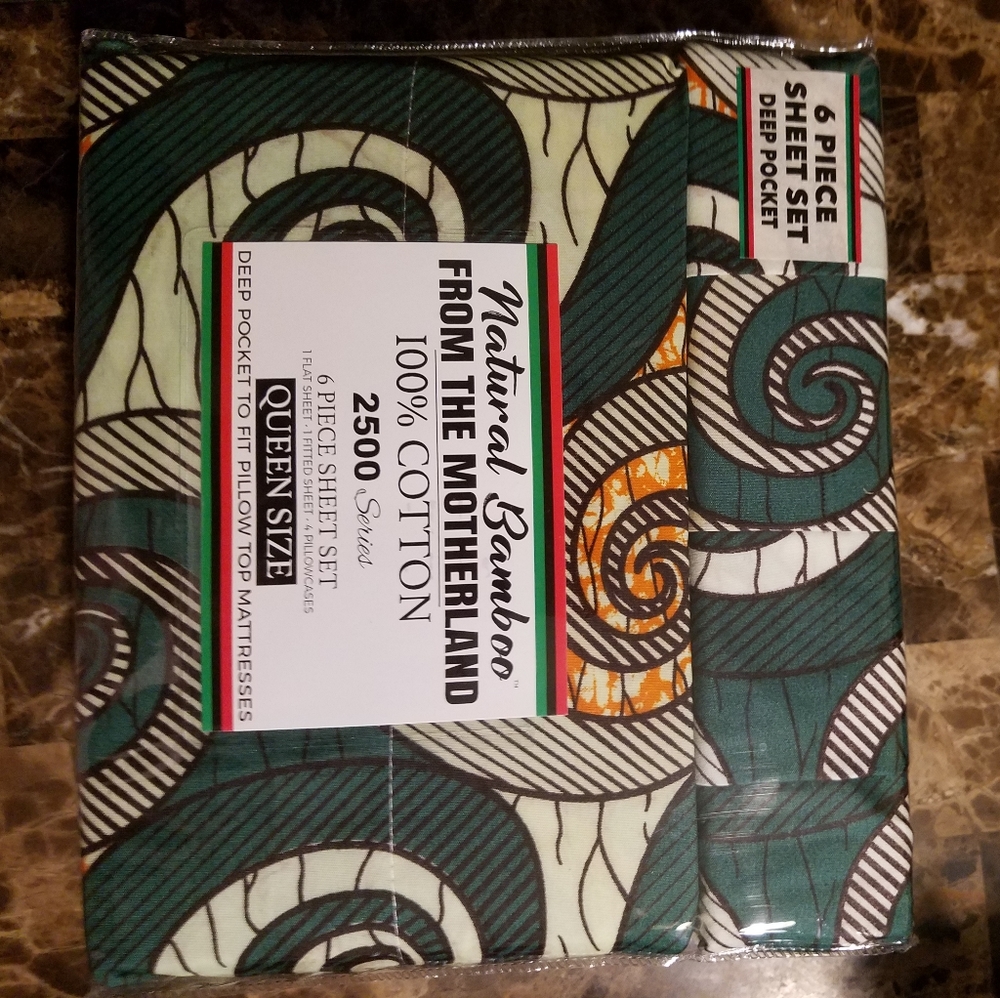 Natural Bamboo™
FROM THE MOTHERLAND
100% COTTON
2500 Series
6 PIECE SHEET SET
1 FLAT SHEET · 1 FITTED SHEET · 4 PILLOWCASES
QUEEN SIZE
DEEP POCKET TO FIT PILLOW TOP MATTRESSES
6 PIECE
SHEET SET
DEEP POCKET